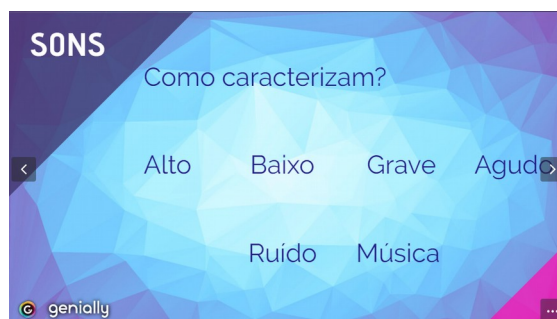 SONS
Como caracterizam?
Alto Baixo Grave Agudo
Ruído Música
genially